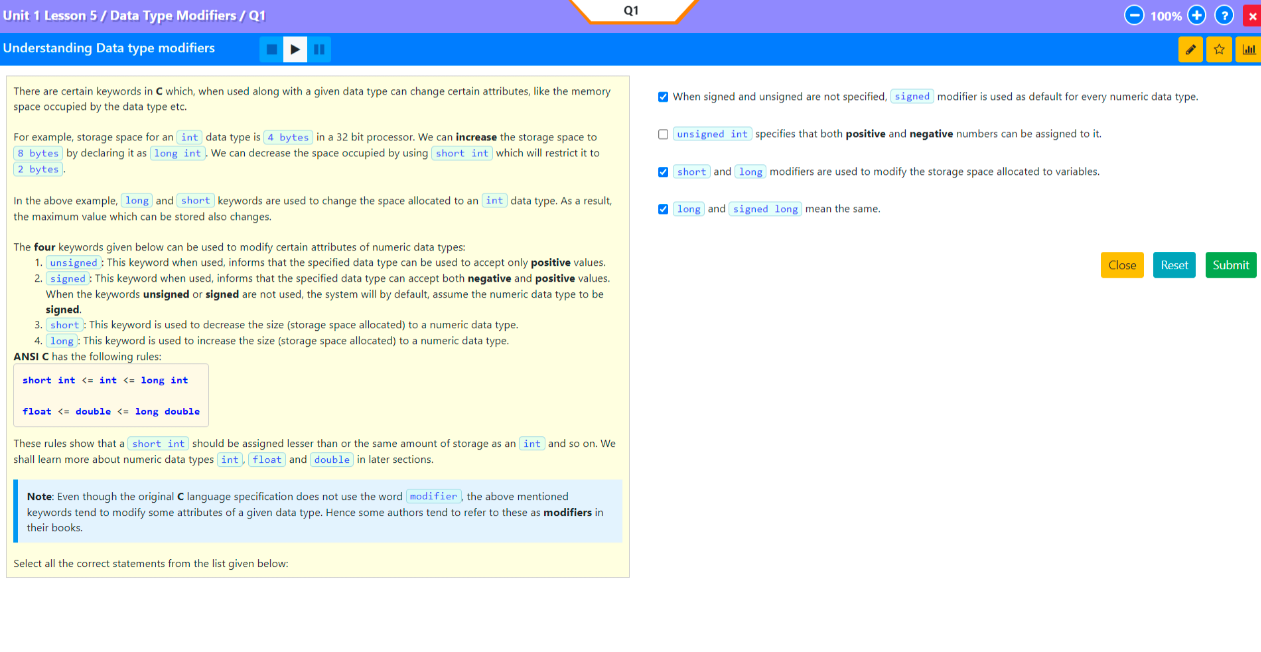 Unit 1 Lesson 5 / Data Type Modifiers / Q1
Q1
100%
?
Understanding Data type modifiers
There are certain keywords in C which, when used along with a given data type can change certain attributes, like the memory
space occupied by the data type etc.
For example, storage space for an int data type is 4 bytes in a 32 bit processor. We can increase the storage space to
8 bytes by declaring it as long int. We can decrease the space occupied by using short int which will restrict it to
2 bytes.
In the above example, long and short keywords are used to change the space allocated to an int data type. As a result,
the maximum value which can be stored also changes.
The four keywords given below can be used to modify certain attributes of numeric data types:
1. unsigned: This keyword when used, informs that the specified data type can be used to accept only positive values.
2. signed: This keyword when used, informs that the specified data type can accept both negative and positive values.
When the keywords unsigned or signed are not used, the system will by default, assume the numeric data type to be
signed.
3. short: This keyword is used to decrease the size (storage space allocated) to a numeric data type.
4. long: This keyword is used to increase the size (storage space allocated) to a numeric data type.
ANSI C has the following rules:
short int <= int <= long int
float <= double <= long double
These rules show that a short int should be assigned lesser than or the same amount of storage as an int and so on. We
shall learn more about numeric data types int, float and double in later sections.
Note: Even though the original C language specification does not use the word modifier, the above mentioned
keywords tend to modify some attributes of a given data type. Hence some authors tend to refer to these as modifiers in
their books.
Select all the correct statements from the list given below:
When signed and unsigned are not specified, signed modifier is used as default for every numeric data type.
unsigned int specifies that both positive and negative numbers can be assigned to it.
short and long modifiers are used to modify the storage space allocated to variables.
long and signed long mean the same.
Close Reset Submit